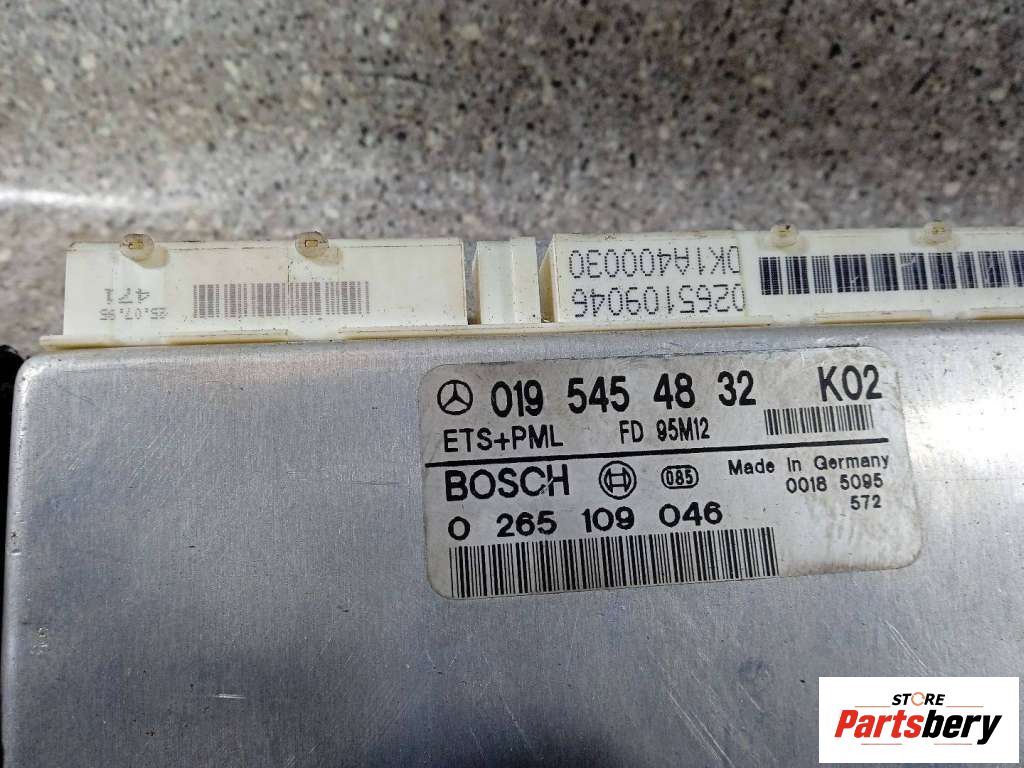 25.07.95
471
0265109046
0K1A400030
019 545 48 32 K02
ETS+PML FD 95M12
BOSCH
085
Made In Germany
0018 5095
572
0 265 109 046
STORE
Partsbery